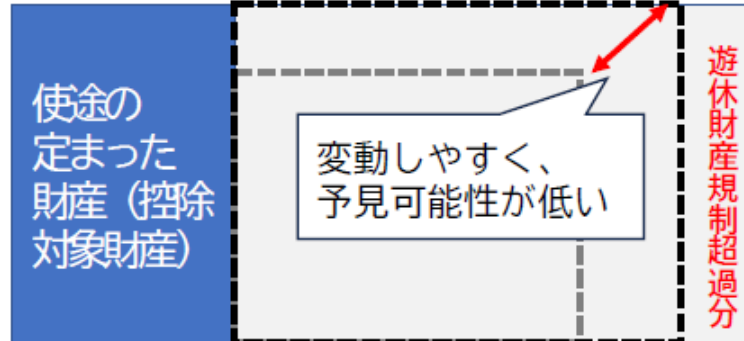 使途の
定まった
財産（控除
対象財産）
変動しやすく、
予見可能性が低い
遊休財産規制超過分